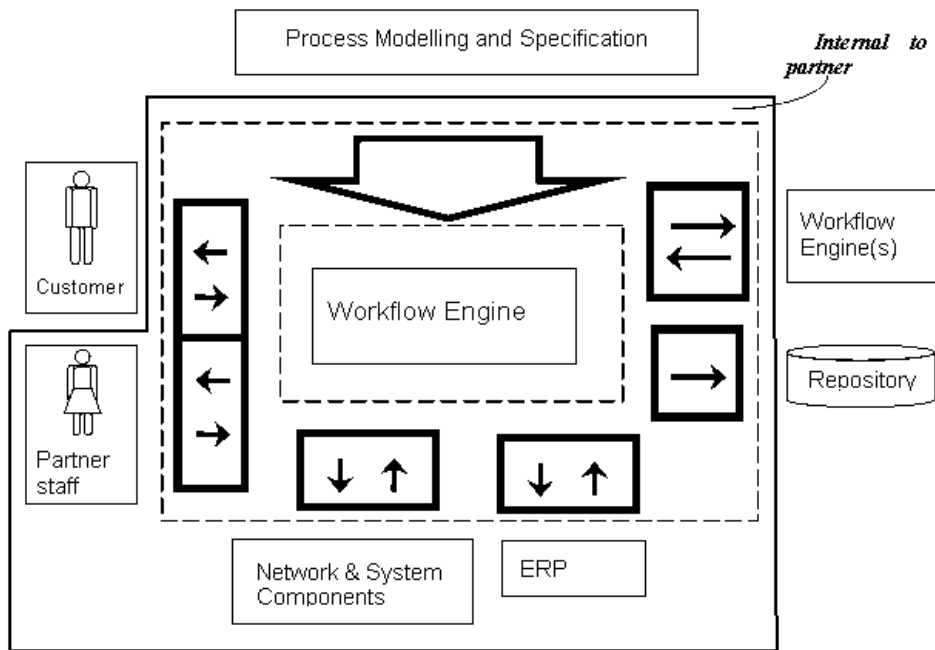 Process Modelling and Specification
Internal to
partner
Customer
Workflow
Engine(s)
Workflow Engine
Repository
Partner
staff
Network & System
Components
ERP